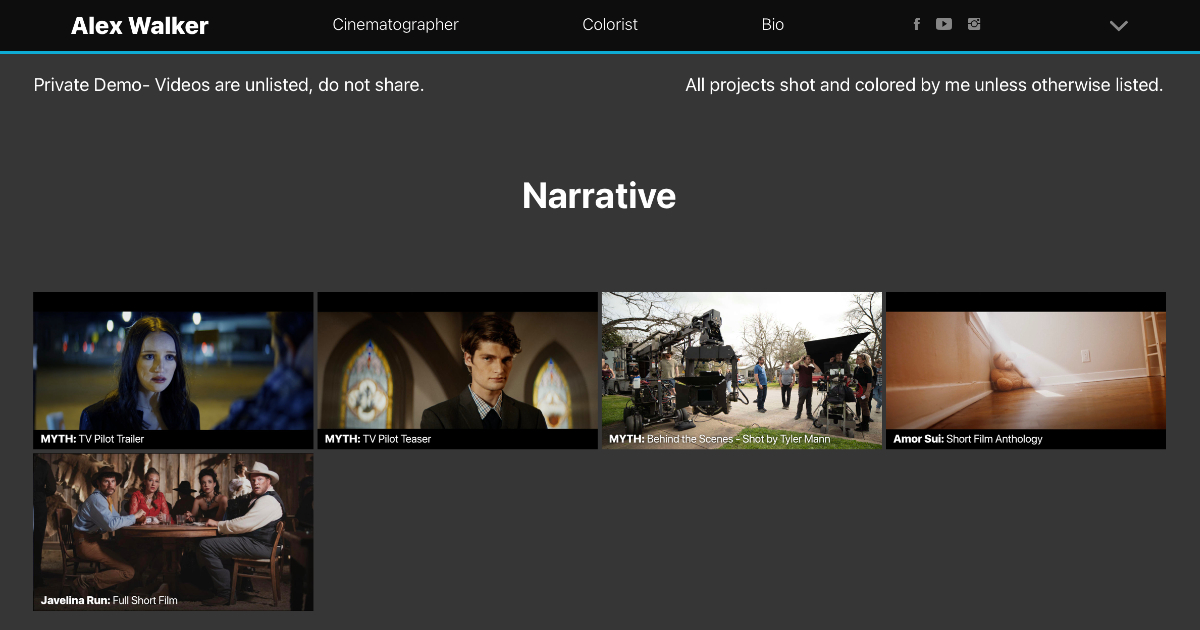 Alex Walker Cinematographer Colorist Bio
Private Demo- Videos are unlisted, do not share. All projects shot and colored by me unless otherwise listed.
Narrative
MYTH: TV Pilot Trailer
MYTH: TV Pilot Teaser
MYTH: Behind the Scenes - Shot by Tyler Mann
Amor Sui: Short Film Anthology
Javelina Run: Full Short Film